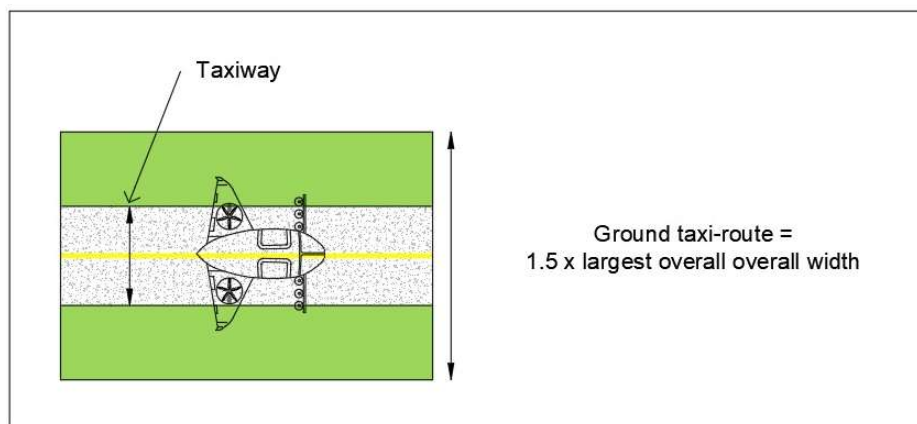 Taxiway
Ground taxi-route =
1.5 x largest overall overall width